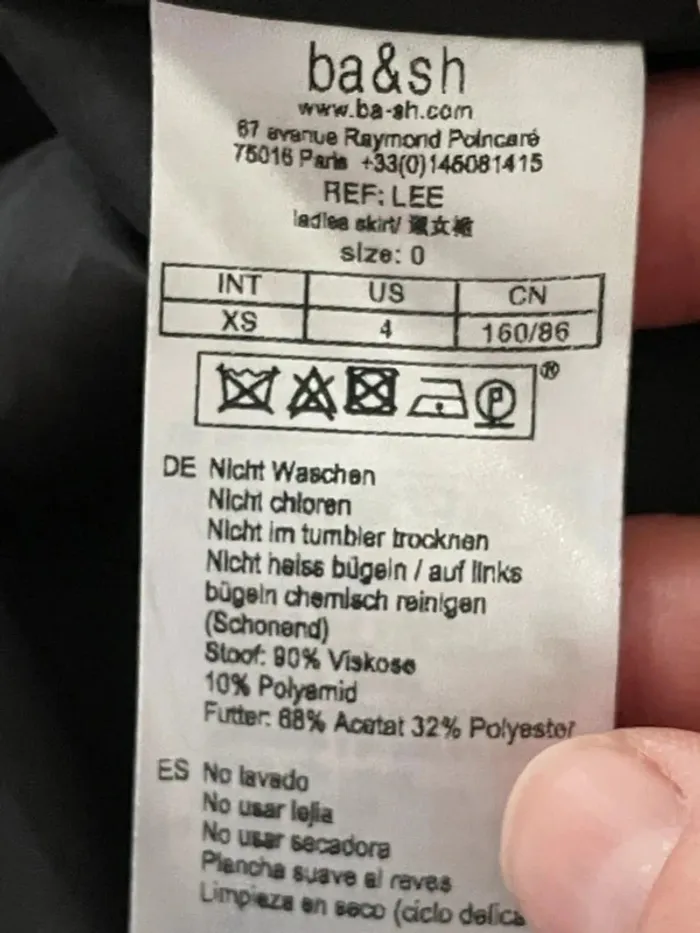 ba&sh
www.ba-sh.com
67 avenue Raymond Poincaré
75016 Paris +33(0)145081415
REF: LEE
ladies skirt/
size: 0
INT US CN
XS 4 160/86
®
P
DE Nicht Waschen
Nicht chloren
Nicht im tumbler trocknen
Nicht heiss bügeln / auf links
bügeln chemisch reinigen
(Schonend)
Stoof: 90% Viskose
10% Polyamid
Futter: 68% Acetat 32% Polyester
ES No lavado
No usar lejia
No usar secadora
Plancha suave al reves
Limpieza en seco (ciclo delica